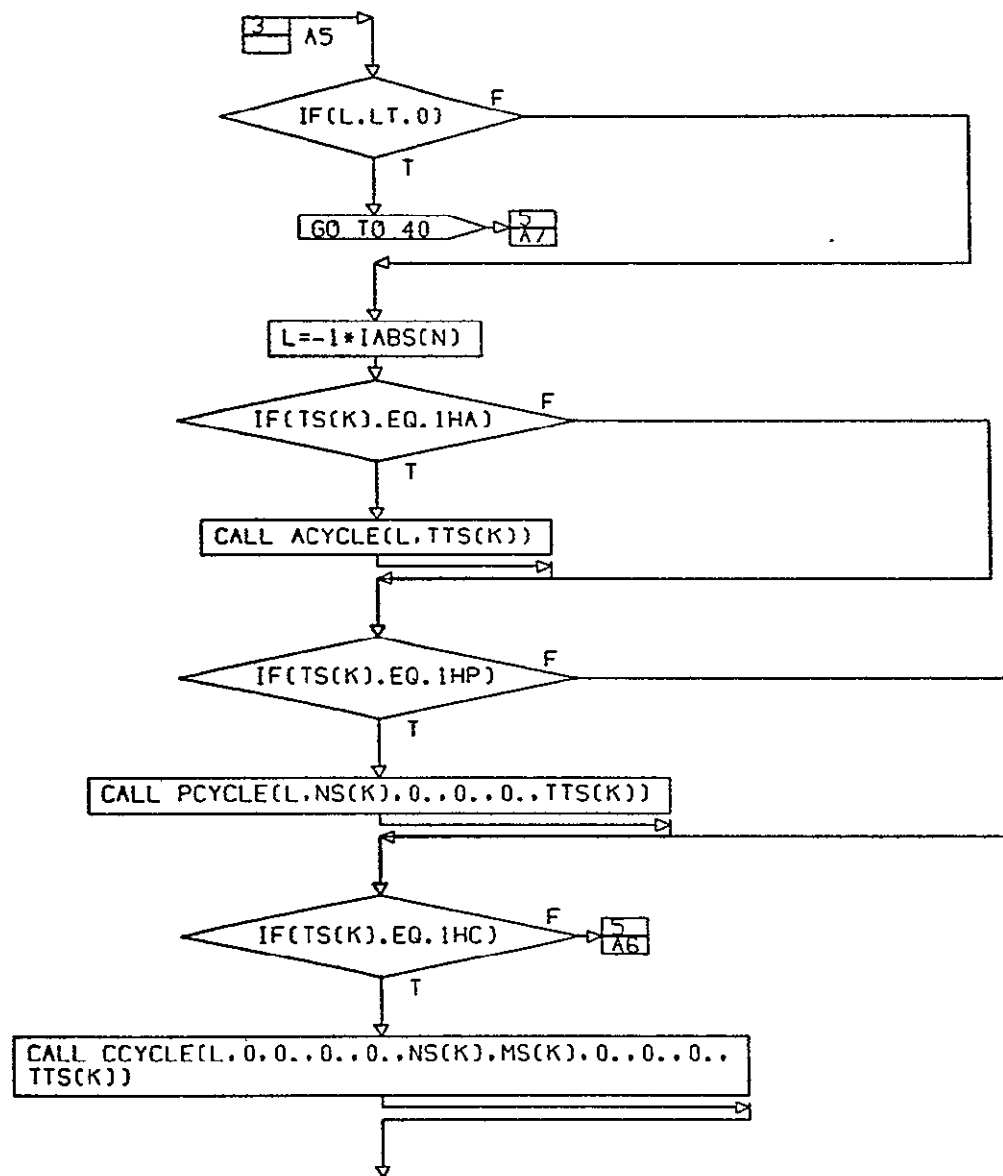 3 A5
IF(L.LT.0) F
T
GO TO 40 5
A7
L=-1*IABS(N)
IF(TS(K).EQ.1HA) F
T
CALL ACYCLE(L,TTS(K))
IF(TS(K).EQ.1HP) F
T
CALL PCYCLE(L,NS(K),0.,0.,0.,TTS(K))
IF(TS(K).EQ.1HC) F 5
A6
T
CALL CCYCLE(L,0,0.,0.,0.,NS(K),MS(K),0.,0.,0.,
TTS(K))